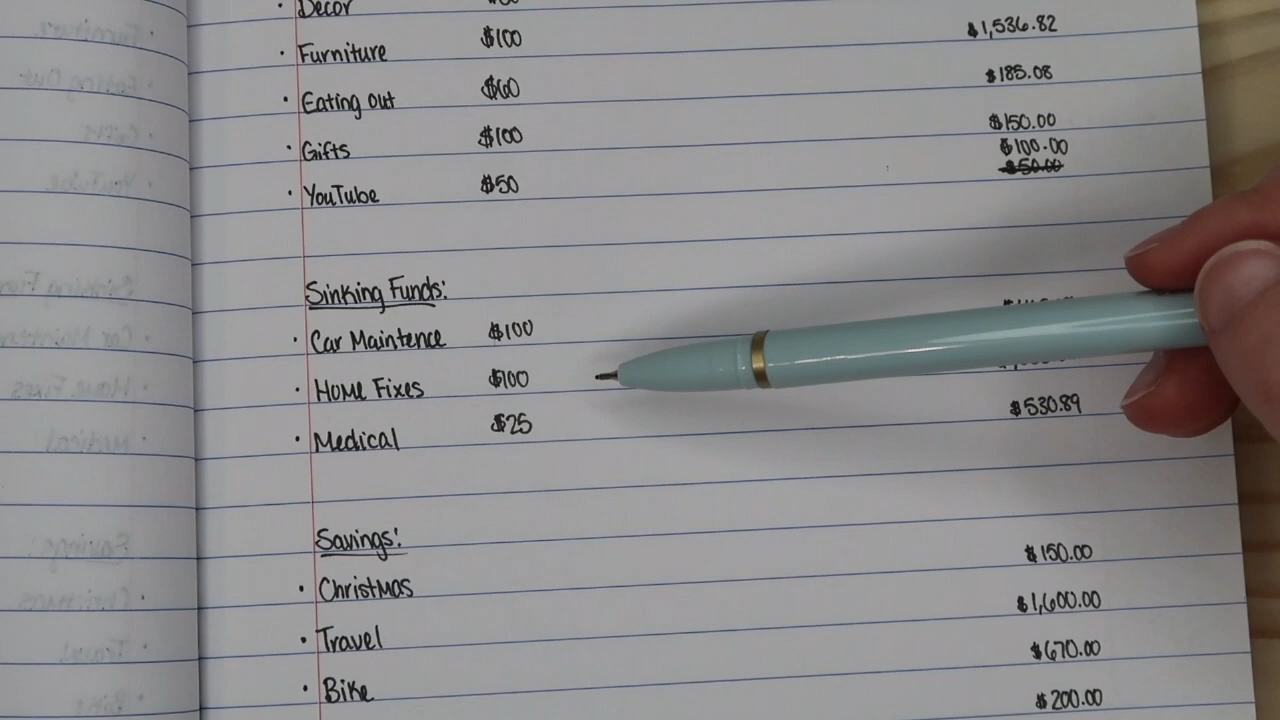 • Decor
• Furniture $100 $1,536.82
• Eating out $60 $185.08
• Gifts $100 $150.00
$100.00
• YouTube $50 $50.00
Sinking Funds:
• Car Maintence $100
• Home Fixes $100
• Medical $25 $530.89
Savings:
• Christmas $150.00
• Travel $1,600.00
• Bike $670.00
$200.00